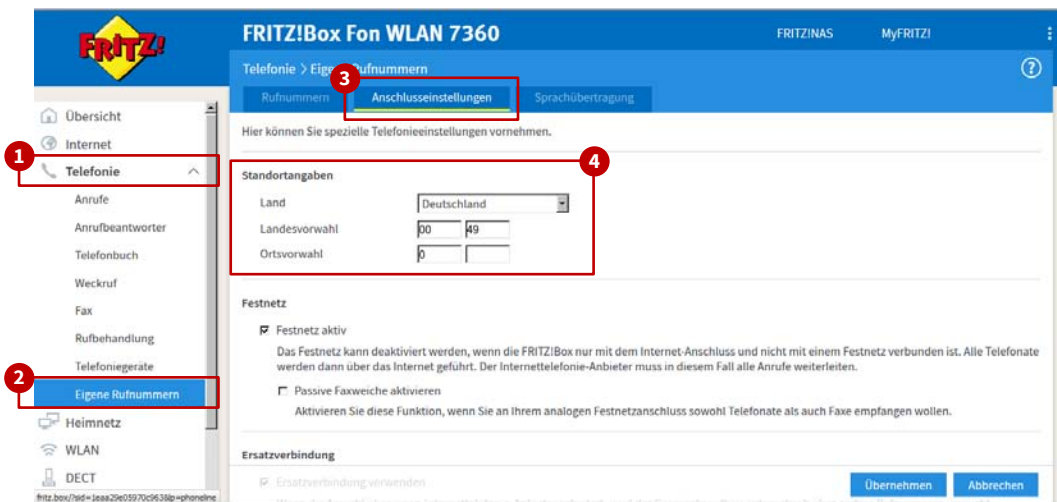 FRITZ!
FRITZ!Box Fon WLAN 7360
FRITZ!NAS
MyFRITZ!
Telefonie > Eigene Rufnummern
?
3
Rufnummern
Anschlusseinstellungen
Sprachübertragung
Übersicht
Internet
1
Telefonie
Anrufe
Anrufbeantworter
Telefonbuch
Weckruf
Fax
Rufbehandlung
Telefoniegeräte
2
Eigene Rufnummern
Heimnetz
WLAN
DECT
Hier können Sie spezielle Telefonieeinstellungen vornehmen.
4
Standortangaben
Land
Deutschland
Landesvorwahl
00
49
Ortsvorwahl
0
Festnetz
Festnetz aktiv
Das Festnetz kann deaktiviert werden, wenn die FRITZ!Box nur mit dem Internet-Anschluss und nicht mit einem Festnetz verbunden ist. Alle Telefonate
werden dann über das Internet geführt. Der Internettelefonie-Anbieter muss in diesem Fall alle Anrufe weiterleiten.
Passive Faxweiche aktivieren
Aktivieren Sie diese Funktion, wenn Sie an Ihrem analogen Festnetzanschluss sowohl Telefonate als auch Faxe empfangen wollen.
Ersatzverbindung
Ersatzverbindung verwenden
Übernehmen
Abbrechen